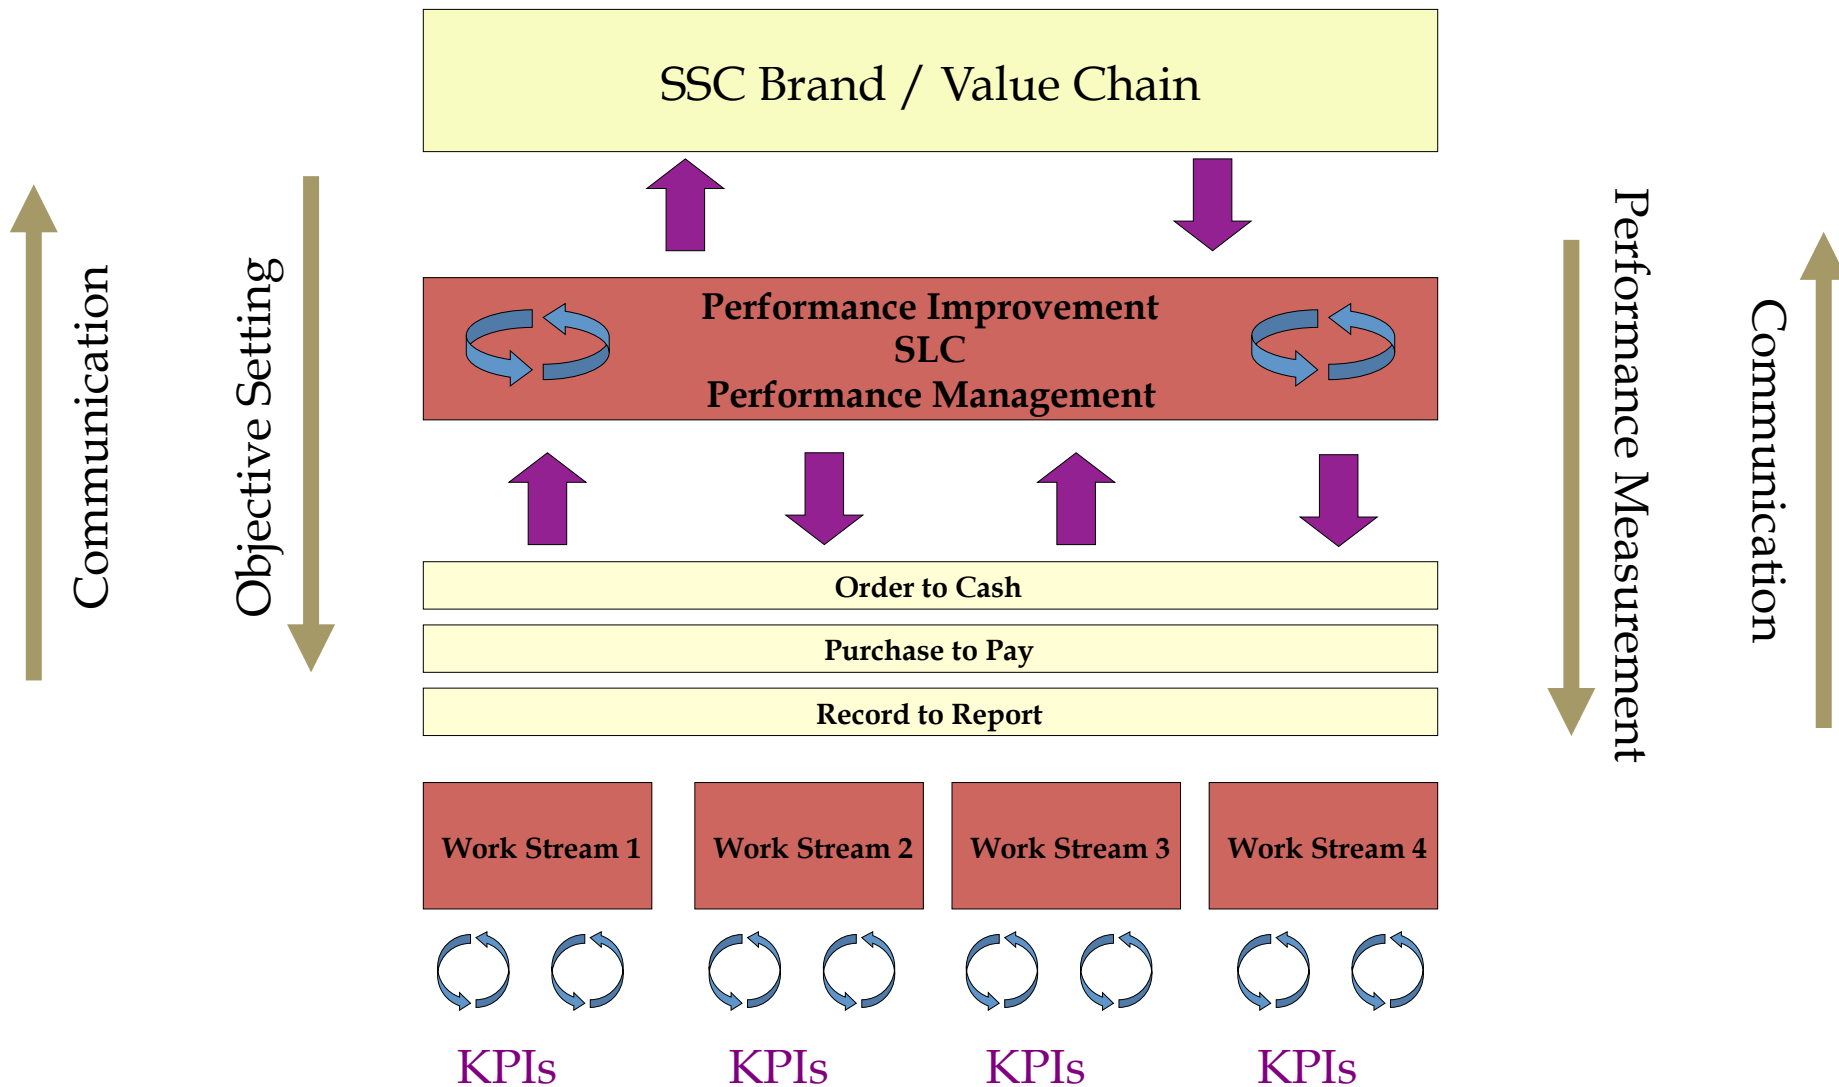 SSC Brand / Value Chain
Communication
Objective Setting
Performance Improvement
SLC
Performance Management
Performance Measurement
Communication
Order to Cash
Purchase to Pay
Record to Report
Work Stream 1
Work Stream 2
Work Stream 3
Work Stream 4
KPIs
KPIs
KPIs
KPIs